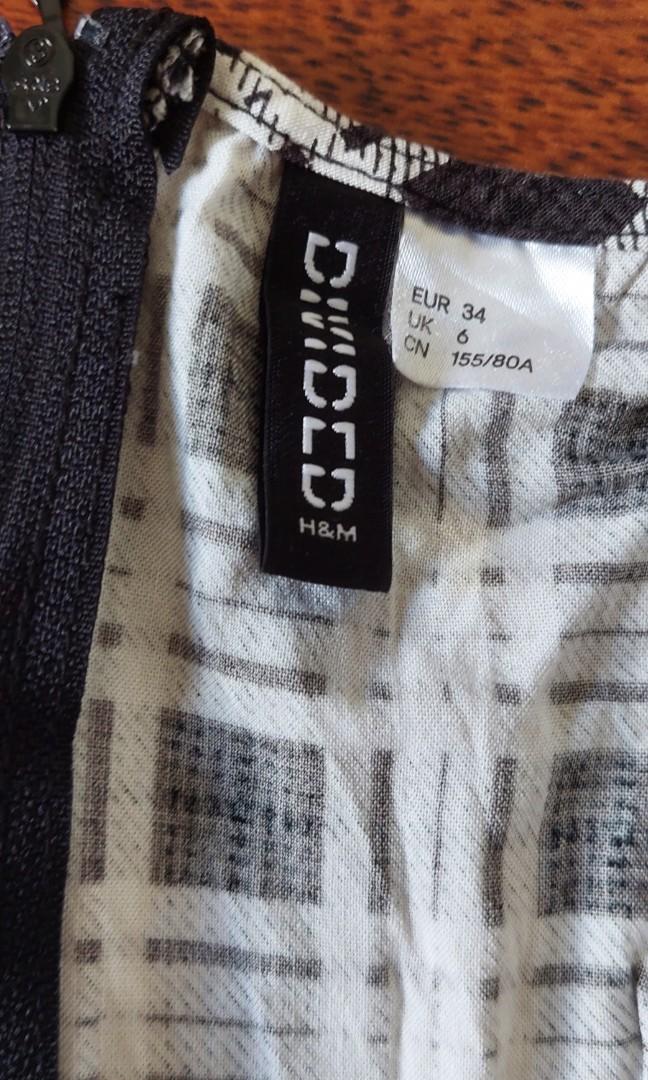 DIVIDED
H&M
EUR 34
UK 6
CN 155/80A